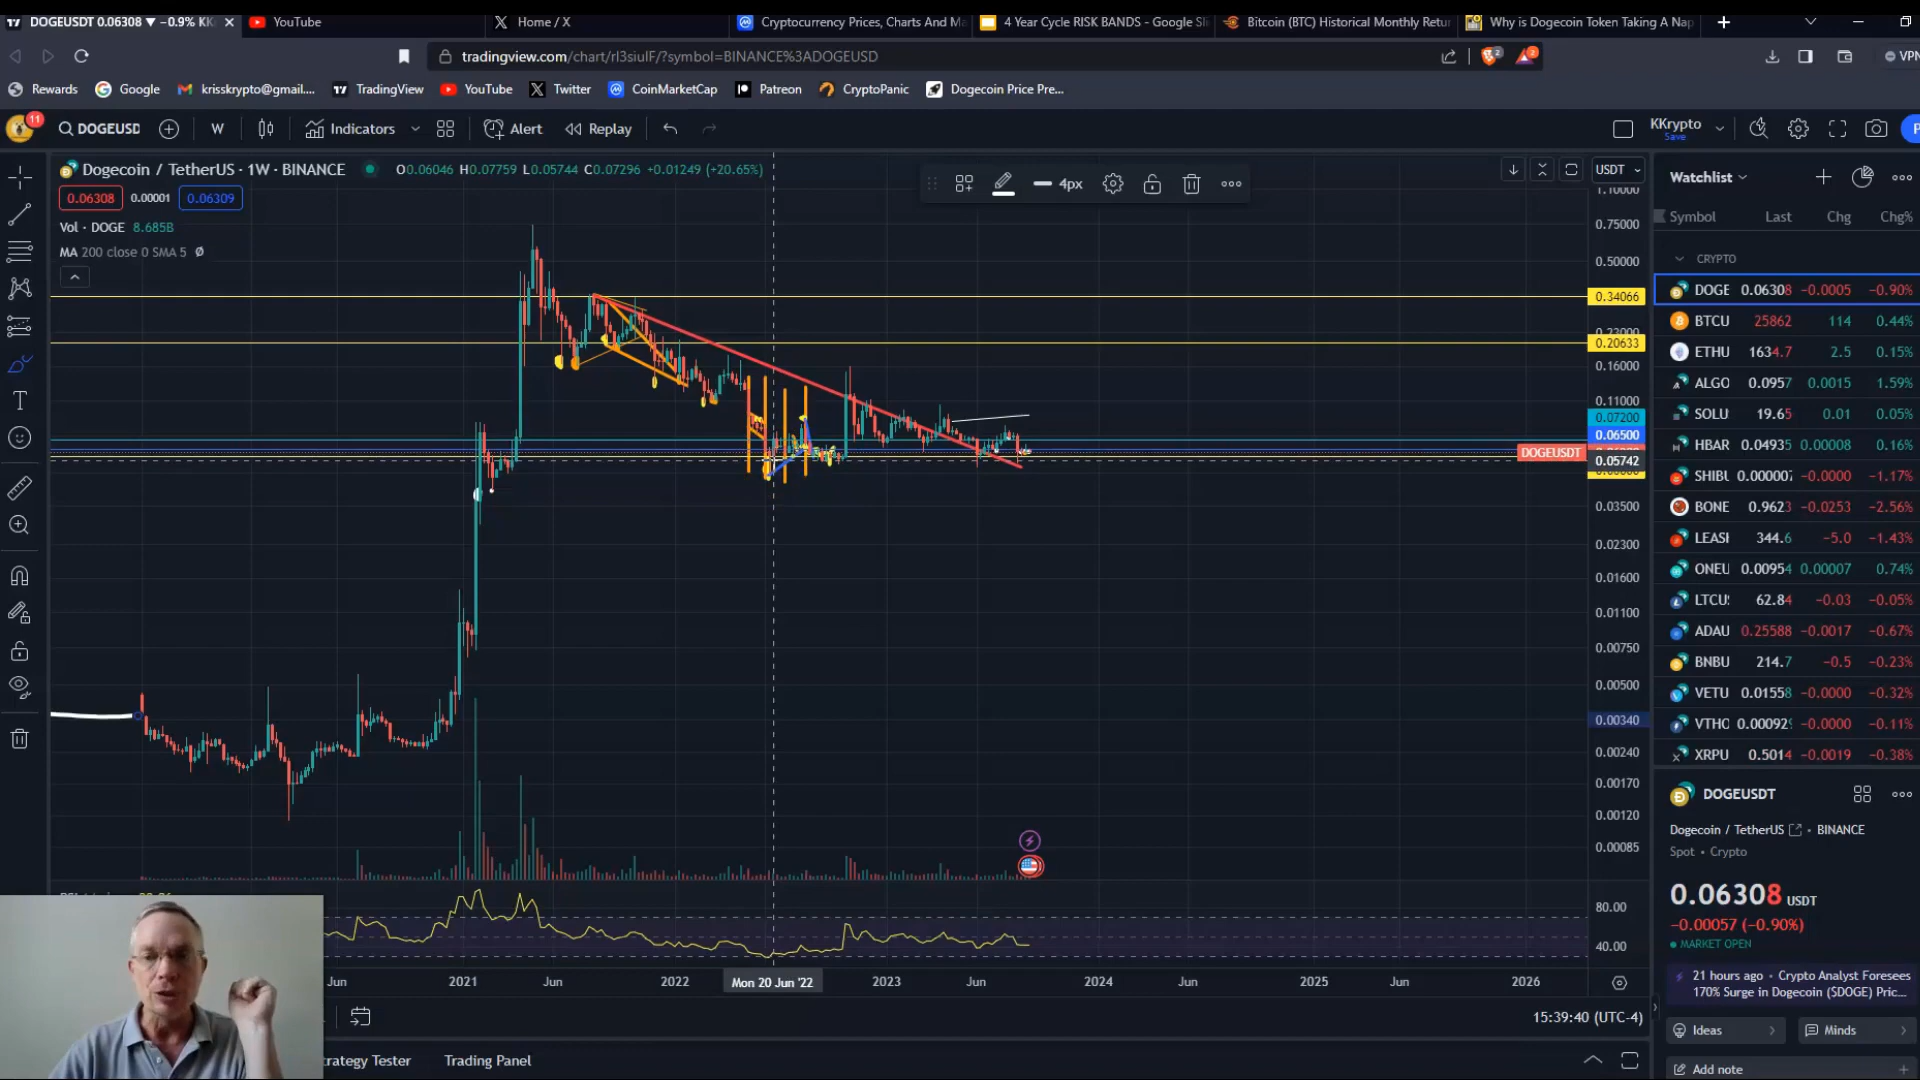 DOGEUSDT 0.06308 ▼ −0.9% KK
YouTube
Home / X
Cryptocurrency Prices, Charts And Ma
4 Year Cycle RISK BANDS - Google Sli
Bitcoin (BTC) Historical Monthly Retur
Why is Dogecoin Token Taking A Nap
tradingview.com/chart/rl3siulF/?symbol=BINANCE%3ADOGEUSD
2
2
VPN
Rewards
Google
krisskrypto@gmail....
TradingView
YouTube
Twitter
CoinMarketCap
Patreon
CryptoPanic
Dogecoin Price Pre...
11
DOGEUSD
W
Indicators
Alert
Replay
KKrypto
Save
P
Dogecoin / TetherUS · 1W · BINANCE
O0.06046 H0.07759 L0.05744 C0.07296 +0.01249 (+20.65%)
4px
USDT
0.06308
0.00001
0.06309
Vol · DOGE 8.685B
MA 200 close 0 SMA 5 Ø
1.10000
0.75000
0.50000
0.34066
0.23000
0.20633
0.16000
0.11000
0.07200
0.06500
DOGEUSDT
0.05742
0.03500
0.02300
0.01600
0.01100
0.00750
0.00500
0.00340
0.00240
0.00170
0.00120
0.00085
80.00
40.00
Jun
2021
Jun
2022
Mon 20 Jun '22
2023
Jun
2024
Jun
2025
Jun
2026
15:39:40 (UTC-4)
trategy Tester
Trading Panel
Watchlist
Symbol Last Chg Chg%
CRYPTO
DOGE 0.06308 −0.0005 −0.90%
BTCU 25862 114 0.44%
ETHU 1634.7 2.5 0.15%
ALGO 0.0957 0.0015 1.59%
SOLU 19.65 0.01 0.05%
HBAR 0.04935 0.00008 0.16%
SHIBU 0.000007 −0.0000 −1.17%
BONE 0.9623 −0.0253 −2.56%
LEASH 344.6 −5.0 −1.43%
ONEU 0.00954 0.00007 0.74%
LTCU 62.84 −0.03 −0.05%
ADAU 0.25588 −0.0017 −0.67%
BNBU 214.7 −0.5 −0.23%
VETU 0.01558 −0.0000 −0.32%
VTHO 0.000929 −0.0000 −0.11%
XRPU 0.5014 −0.0019 −0.38%
DOGEUSDT
Dogecoin / TetherUS · BINANCE
Spot · Crypto
0.06308 USDT
−0.00057 (−0.90%)
MARKET OPEN
21 hours ago · Crypto Analyst Foresees
170% Surge in Dogecoin ($DOGE) Pric...
Ideas
Minds
Add note